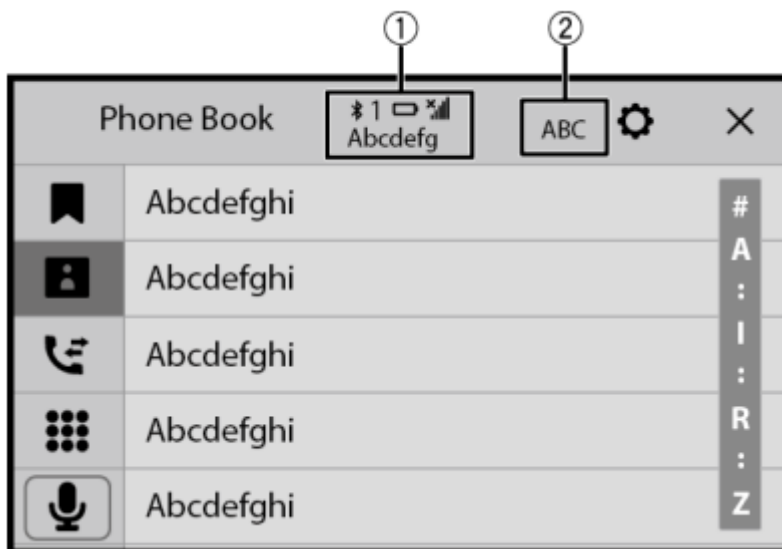 ① ②
Phone Book
1
Abcdefg
ABC
Abcdefghi
Abcdefghi
Abcdefghi
Abcdefghi
Abcdefghi
#
A
:
I
:
R
:
Z